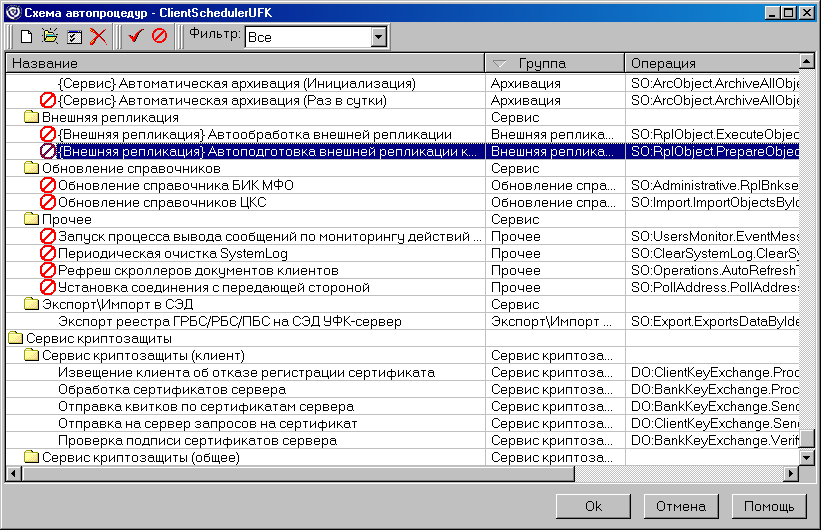 Схема автопроцедур - ClientSchedulerUFK
Фильтр: Все
Название Группа Операция
{Сервис} Автоматическая архивация (Инициализация) Архивация SO:ArcObject.ArchiveAllObje
{Сервис} Автоматическая архивация (Раз в сутки) Архивация SO:ArcObject.ArchiveAllObje
Внешняя репликация Сервис
{Внешняя репликация} Автообработка внешней репликации Внешняя реплика... SO:RplObject.ExecuteObjec
{Внешняя репликация} Автоподготовка внешней репликации к... Внешняя реплика... SO:RplObject.PrepareObjec
Обновление справочников Сервис
Обновление справочника БИК МФО Обновление спра... SO:Administrative.RplBnkse
Обновление справочников ЦКС Обновление спра... SO:Import.ImportObjectsById
Прочее Сервис
Запуск процесса вывода сообщений по мониторингу действий ... Прочее SO:UsersMonitor.EventMess
Периодическая очистка SystemLog Прочее SO:ClearSystemLog.ClearSy
Рефреш скроллеров документов клиентов Прочее SO:Operations.AutoRefreshT
Установка соединения с передающей стороной Прочее SO:PollAddress.PollAddress
Экспорт\Импорт в СЭД Сервис
Экспорт реестра ГРБС/РБС/ПБС на СЭД УФК-сервер Экспорт\Импорт ... SO:Export.ExportsDataByIde
Сервис криптозащиты
Сервис криптозащиты (клиент) Сервис криптоза...
Извещение клиента об отказе регистрации сертификата Сервис криптоза... DO:ClientKeyExchange.Proc
Обработка сертификатов сервера Сервис криптоза... DO:BankKeyExchange.Proc
Отправка квитков по сертификатам сервера Сервис криптоза... DO:BankKeyExchange.Send
Отправка на сервер запросов на сертификат Сервис криптоза... DO:ClientKeyExchange.Send
Проверка подписи сертификатов сервера Сервис криптоза... DO:BankKeyExchange.Verif
Сервис криптозащиты (общее) Сервис криптоза...
Ok Отмена Помощь